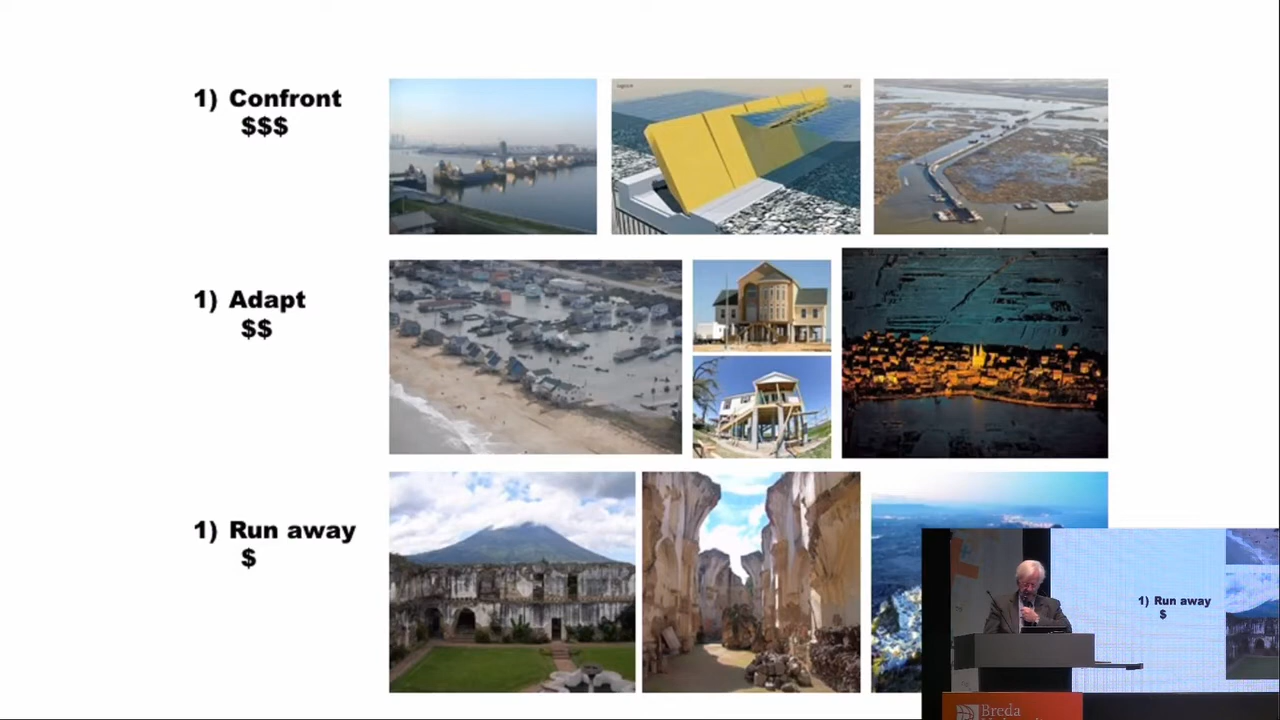 1) Confront
$$$
1) Adapt
$$
1) Run away
$
1) Run away
$
Breda